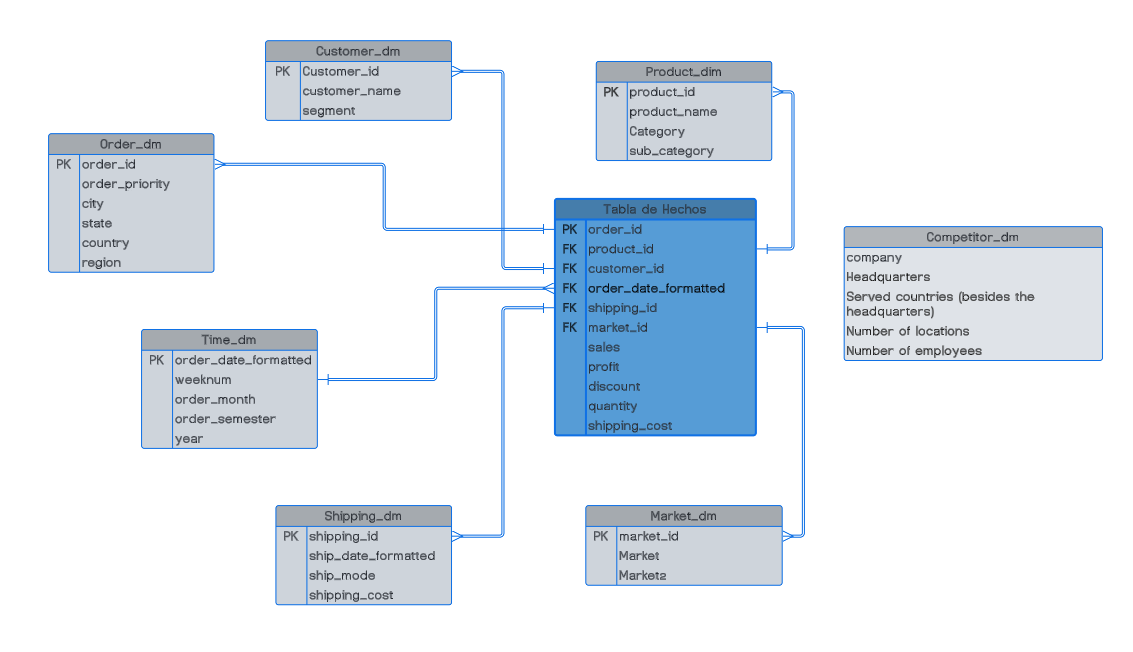 Customer_dm
PK Customer_id
customer_name
segment
Product_dim
PK product_id
product_name
Category
sub_category
Order_dm
PK order_id
order_priority
city
state
country
region
Tabla de Hechos
PK order_id
FK product_id
FK customer_id
FK order_date_formatted
FK shipping_id
FK market_id
sales
profit
discount
quantity
shipping_cost
Competitor_dm
company
Headquarters
Served countries (besides the
headquarters)
Number of locations
Number of employees
Time_dm
PK order_date_formatted
weeknum
order_month
order_semester
year
Shipping_dm
PK shipping_id
ship_date_formatted
ship_mode
shipping_cost
Market_dm
PK market_id
Market
Market2